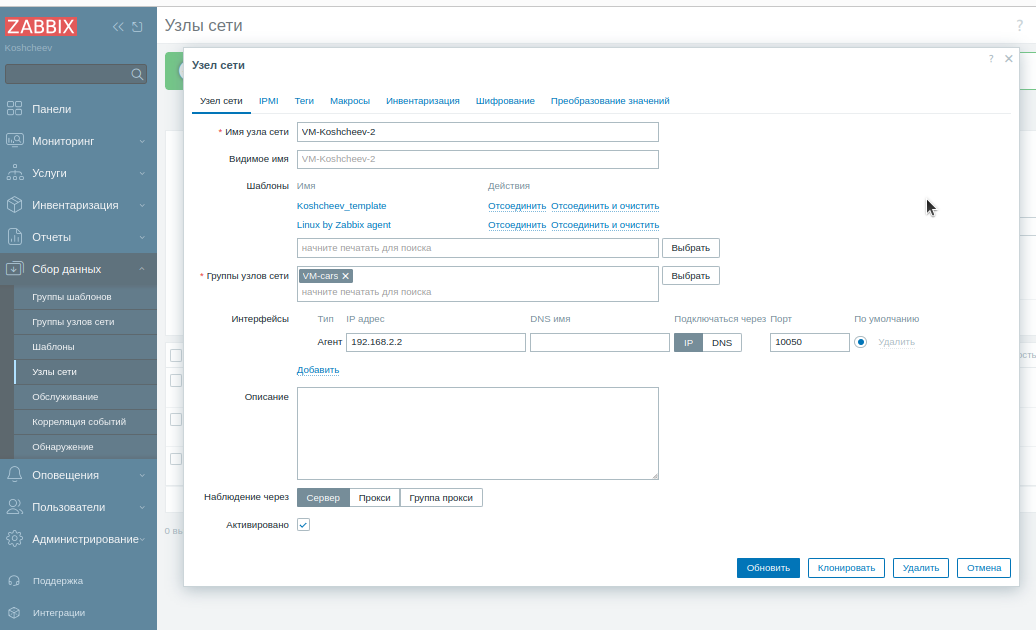 ZABBIX
Koshcheev
Панели
Мониторинг
Услуги
Инвентаризация
Отчеты
Сбор данных
Группы шаблонов
Группы узлов сети
Шаблоны
Узлы сети
Обслуживание
Корреляция событий
Обнаружение
Оповещения
Пользователи
Администрирование
Поддержка
Интеграции
Узлы сети ?
Узел сети ?
Узел сети IPMI Теги Макросы Инвентаризация Шифрование Преобразование значений
* Имя узла сети VM-Koshcheev-2
Видимое имя VM-Koshcheev-2
Шаблоны Имя Действия
Koshcheev_template Отсоединить Отсоединить и очистить
Linux by Zabbix agent Отсоединить Отсоединить и очистить
начните печатать для поиска Выбрать
* Группы узлов сети VM-cars Выбрать
начните печатать для поиска
Интерфейсы Тип IP адрес DNS имя Подключаться через Порт По умолчанию
Агент 192.168.2.2 IP DNS 10050 Удалить
Добавить
Описание
Наблюдение через Сервер Прокси Группа прокси
Активировано
Обновить Клонировать Удалить Отмена